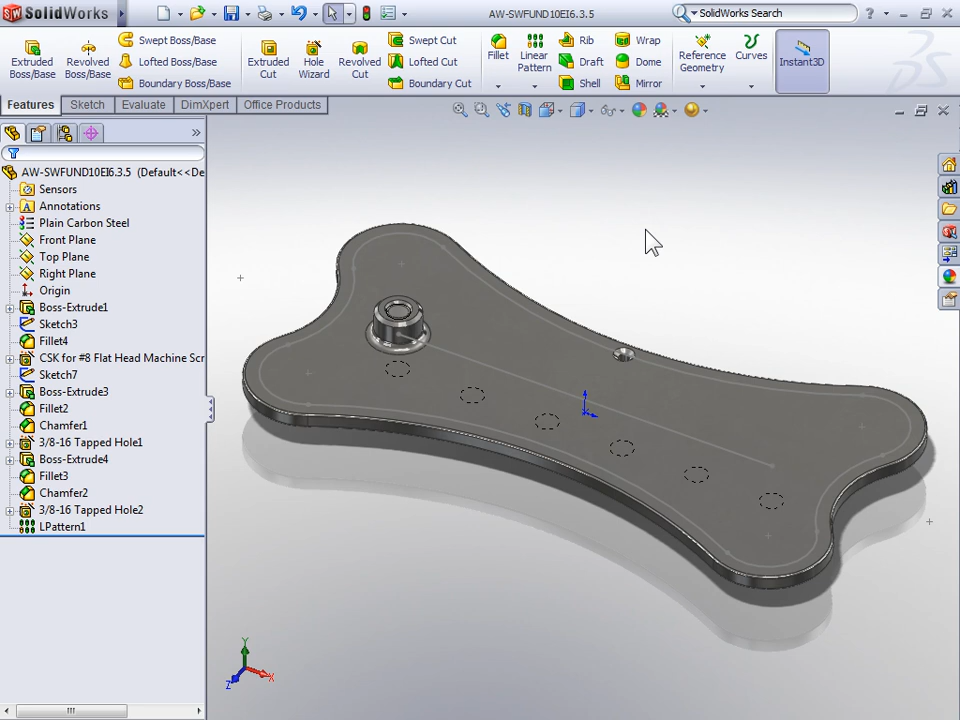 SolidWorks
AW-SWFUND10EI6.3.5
SolidWorks Search
Extruded Boss/Base
Revolved Boss/Base
Swept Boss/Base
Lofted Boss/Base
Boundary Boss/Base
Extruded Cut
Hole Wizard
Revolved Cut
Swept Cut
Lofted Cut
Boundary Cut
Fillet
Linear Pattern
Rib
Draft
Shell
Wrap
Dome
Mirror
Reference Geometry
Curves
Instant3D
Features
Sketch
Evaluate
DimXpert
Office Products
AW-SWFUND10EI6.3.5 (Default<<De
Sensors
Annotations
Plain Carbon Steel
Front Plane
Top Plane
Right Plane
Origin
Boss-Extrude1
Sketch3
Fillet4
CSK for #8 Flat Head Machine Scr
Sketch7
Boss-Extrude3
Fillet2
Chamfer1
3/8-16 Tapped Hole1
Boss-Extrude4
Fillet3
Chamfer2
3/8-16 Tapped Hole2
LPattern1
Y
X
Z